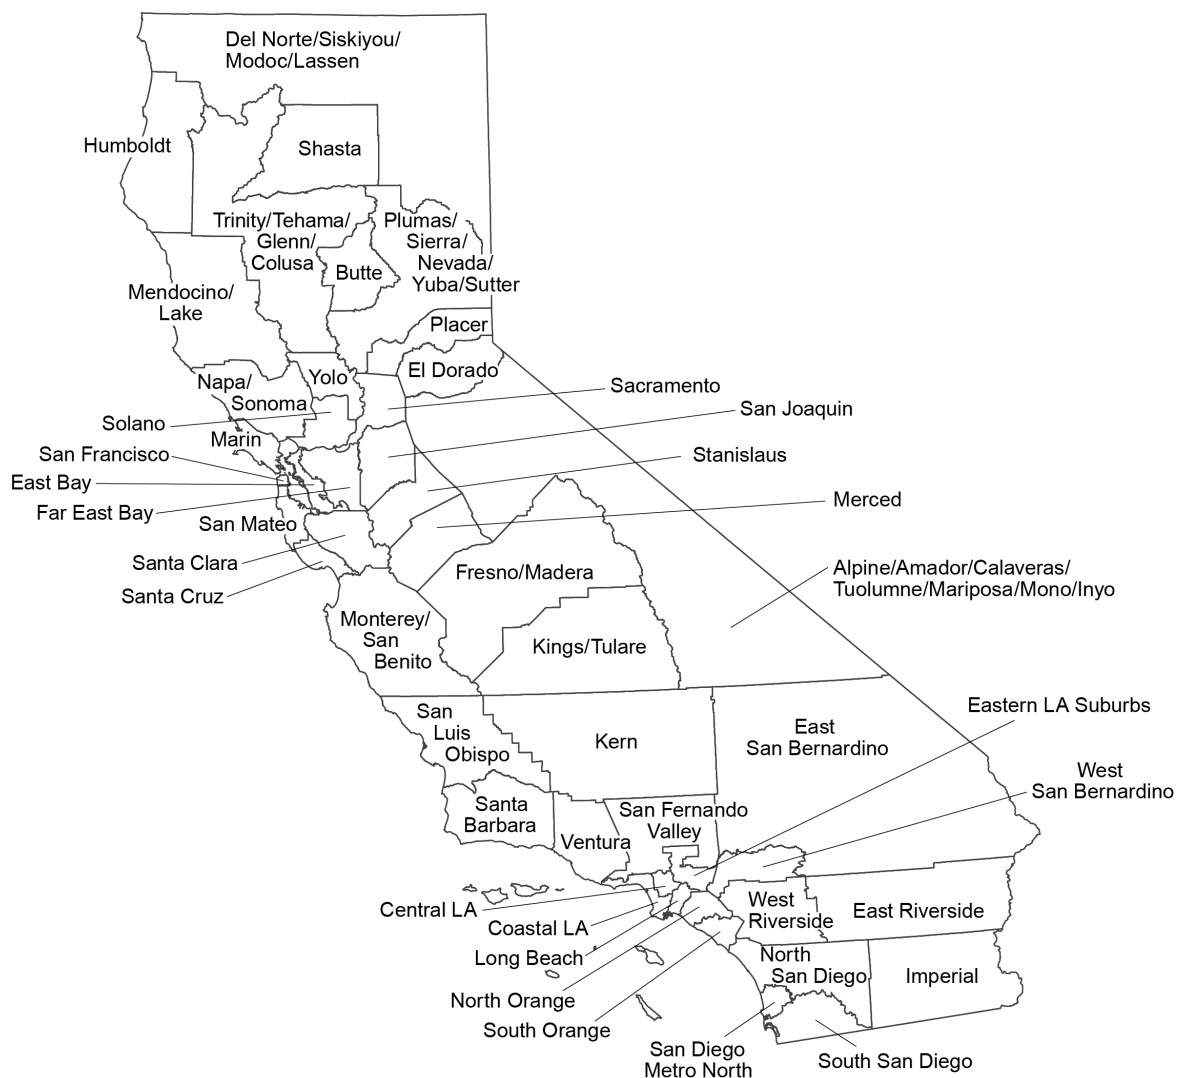 Del Norte/Siskiyou/
Modoc/Lassen
Humboldt
Shasta
Trinity/Tehama/
Glenn/
Colusa
Plumas/
Sierra/
Nevada/
Yuba/Sutter
Butte
Mendocino/
Lake
Placer
El Dorado
Yolo
Napa/
Sonoma
Sacramento
San Joaquin
Solano
Marin
San Francisco
Stanislaus
East Bay
Merced
Far East Bay
San Mateo
Santa Clara
Santa Cruz
Fresno/Madera
Alpine/Amador/Calaveras/
Tuolumne/Mariposa/Mono/Inyo
Monterey/
San
Benito
Kings/Tulare
Eastern LA Suburbs
San
Luis
Obispo
Kern
East
San Bernardino
West
San Bernardino
Santa
Barbara
San Fernando
Valley
Ventura
Central LA
Coastal LA
West
Riverside
East Riverside
Long Beach
North
San Diego
Imperial
North Orange
South Orange
San Diego
Metro North
South San Diego